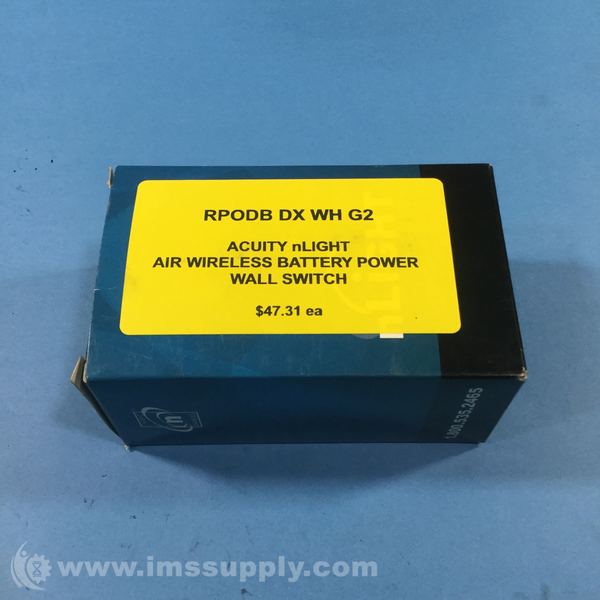 RPODB DX WH G2
ACUITY nLIGHT
AIR WIRELESS BATTERY POWER
WALL SWITCH
$47.31 ea
n
1.800.535.2465
www.imssupply.com